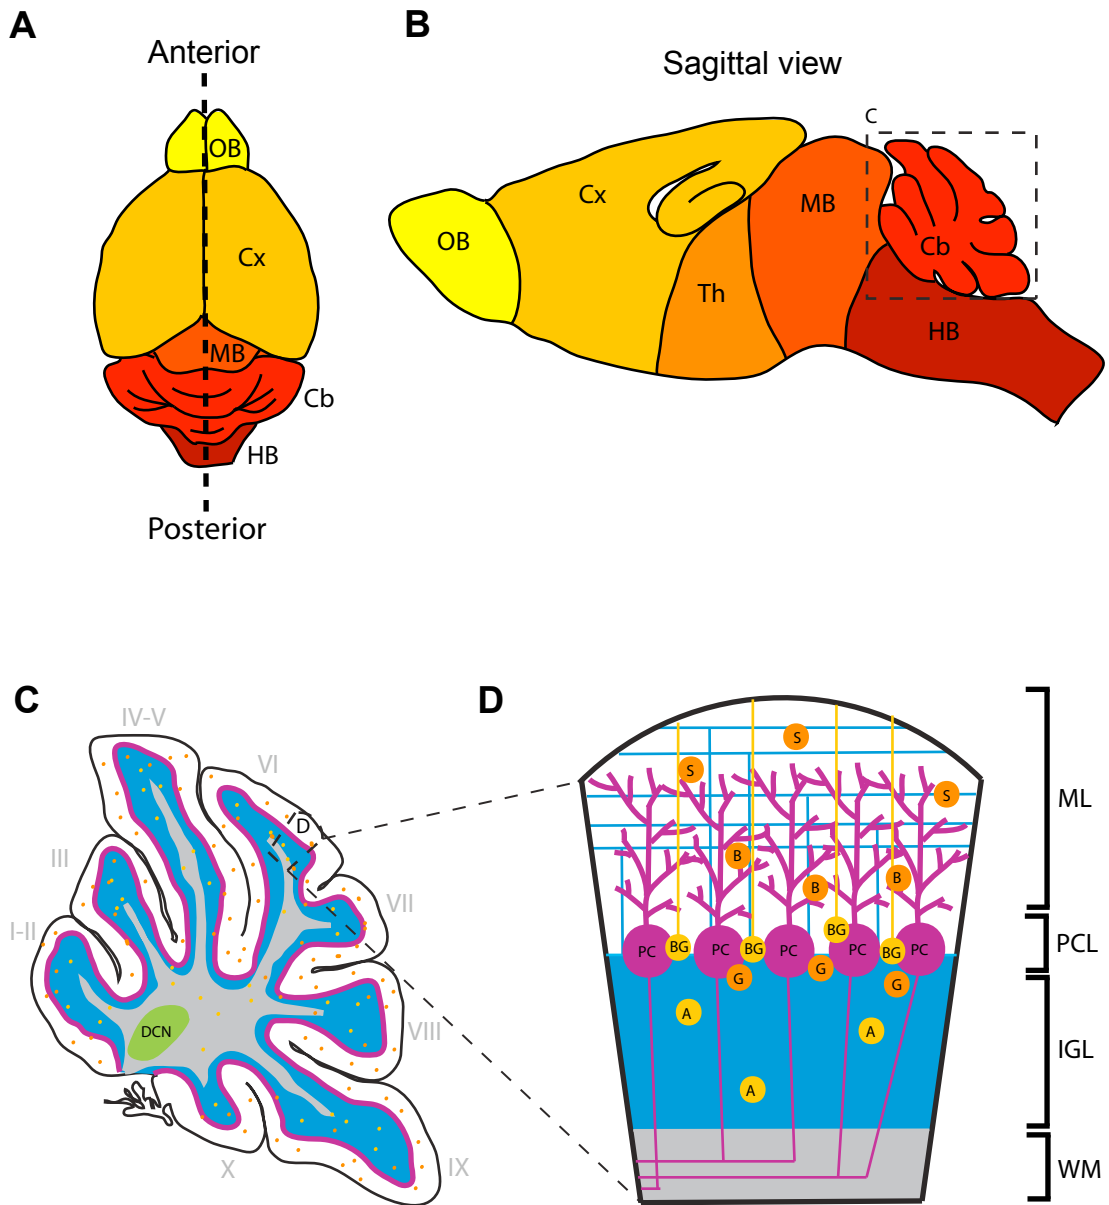 A
Anterior
OB
Cx
MB
Cb
HB
Posterior
B
Sagittal view
C
OB
Cx
Th
MB
Cb
HB
C
IV-V
VI
III
I-II
D
VII
VIII
IX
X
DCN
D
S
S
S
B
B
B
BG
PC BG PC BG PC PC BG PC
G G G
A
A
A
ML
PCL
IGL
WM